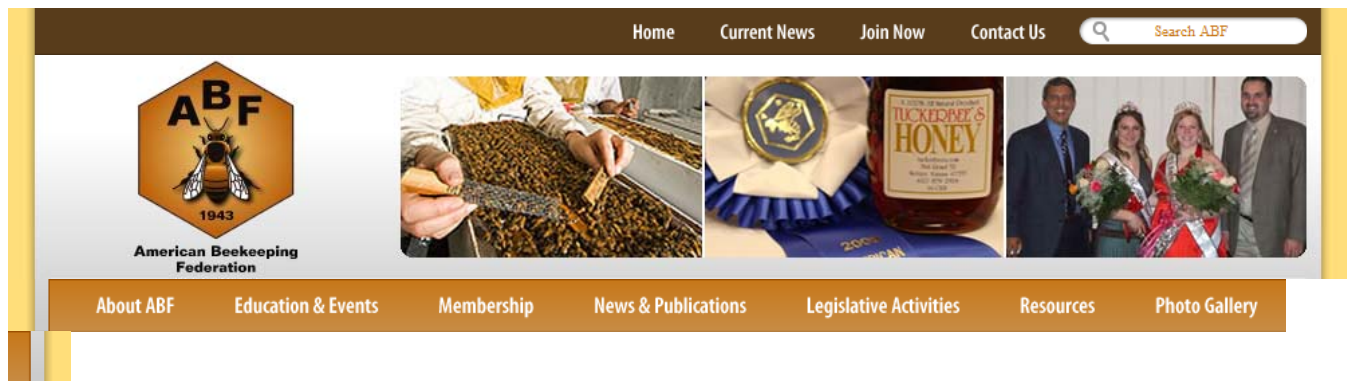 Home Current News Join Now Contact Us Search ABF
ABF
1943
American Beekeeping
Federation
TUCKERBEE'S
HONEY
About ABF Education & Events Membership News & Publications Legislative Activities Resources Photo Gallery